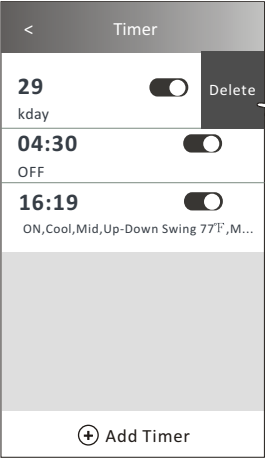 < Timer
29
Delete
kday
04:30
OFF
16:19
ON,Cool,Mid,Up-Down Swing 77℉,M...
Add Timer